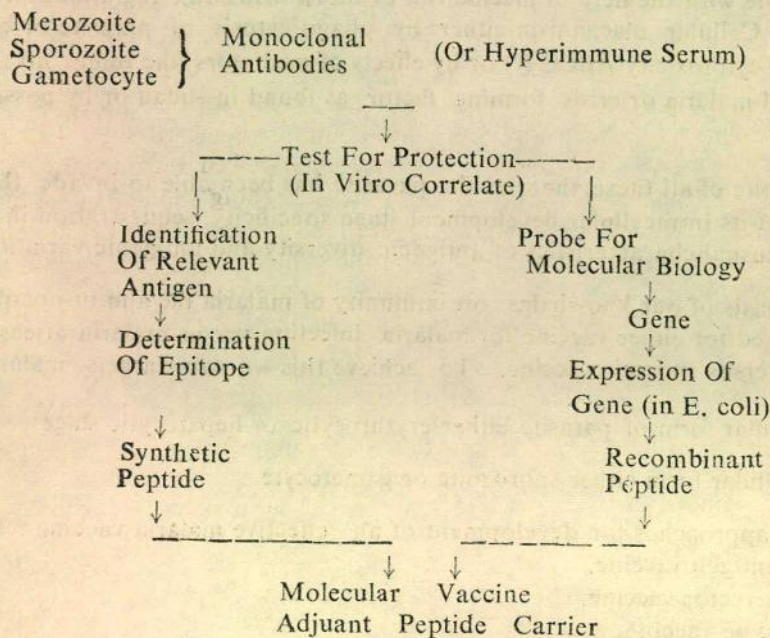 Merozoite
Sporozoite } Monoclonal (Or Hyperimmune Serum)
Gametocyte Antibodies
Test For Protection
(In Vitro Correlate)
Identification
Of Relevant
Antigen
Probe For
Molecular Biology
Determination
Of Epitope
Gene
Expression Of
Gene (in E. coli)
Synthetic
Peptide
Recombinant
Peptide
Molecular Vaccine
Adjuant Peptide Carrier